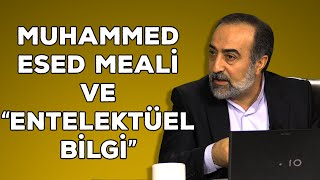 MUHAMMED
ESED MEALİ
VE
“ENTELEKTÜEL
BİLGİ”